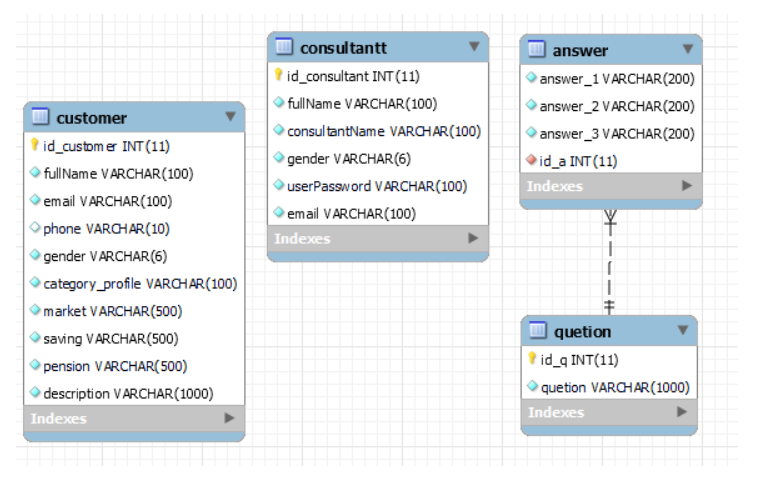 customer
id_customer INT(11)
fullName VARCHAR(100)
email VARCHAR(100)
phone VARCHAR(10)
gender VARCHAR(6)
category_profile VARCHAR(100)
market VARCHAR(500)
saving VARCHAR(500)
pension VARCHAR(500)
description VARCHAR(1000)
Indexes
consultantt
id_consultant INT(11)
fullName VARCHAR(100)
consultantName VARCHAR(100)
gender VARCHAR(6)
userPassword VARCHAR(100)
email VARCHAR(100)
Indexes
answer
answer_1 VARCHAR(200)
answer_2 VARCHAR(200)
answer_3 VARCHAR(200)
id_a INT(11)
Indexes
quetion
id_q INT(11)
quetion VARCHAR(1000)
Indexes